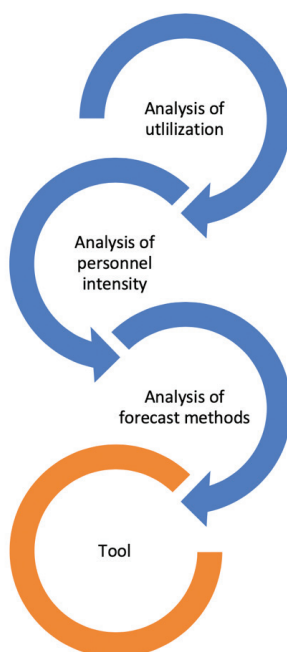 Analysis of
utlilization
Analysis of
personnel
intensity
Analysis of
forecast methods
Tool